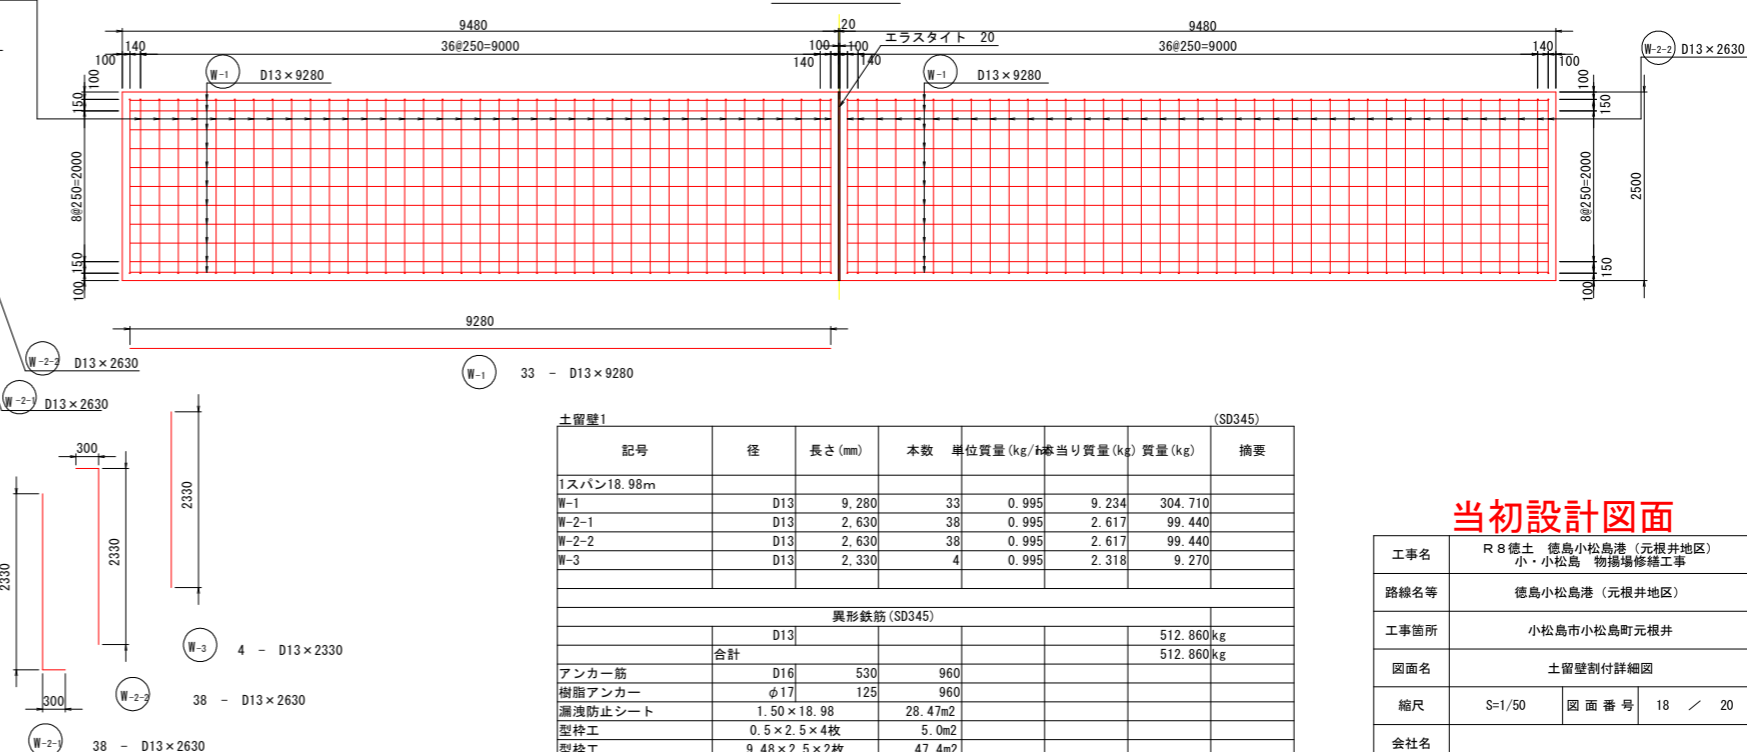 9480 20 9480
140 36@250=9000 100 100 エラスタイト 20 36@250=9000 140
100 140 140 100
W-2-2 D13×2630
W-1 D13×9280
W-1 D13×9280
100
150
8@250=2000
150
100
100
150
8@250=2000
2500
150
100
9280
W-1 33 - D13×9280
W-2-2 D13×2630
W-2-1 D13×2630
300
2330
2330
2330
300
W-3 4 - D13×2330
W-2-2 38 - D13×2630
W-2-1 38 - D13×2630
土留壁1 (SD345)
記号 径 長さ(mm) 本数 単位質量(kg/ 当り質量(kg) 質量(kg) 摘要
1スパン18.98m
W-1 D13 9,280 33 0.995 9.234 304.710
W-2-1 D13 2,630 38 0.995 2.617 99.440
W-2-2 D13 2,630 38 0.995 2.617 99.440
W-3 D13 2,330 4 0.995 2.318 9.270
異形鉄筋(SD345)
D13 512.860kg
合計 512.860kg
アンカー筋 D16 530 960
樹脂アンカー φ17 125 960
漏洩防止シート 1.50×18.98 28.47m2
型枠工 0.5×2.5×4枚 5.0m2
型枠工 9.48×2.5×2枚 47.4m2
当初設計図面
工事名 R8徳土 徳島小松島港（元根井地区）
小・小松島 物揚場修繕工事
路線名等 徳島小松島港（元根井地区）
工事箇所 小松島市小松島町元根井
図面名 土留壁割付詳細図
縮尺 S=1/50 図面番号 18 ／ 20
会社名